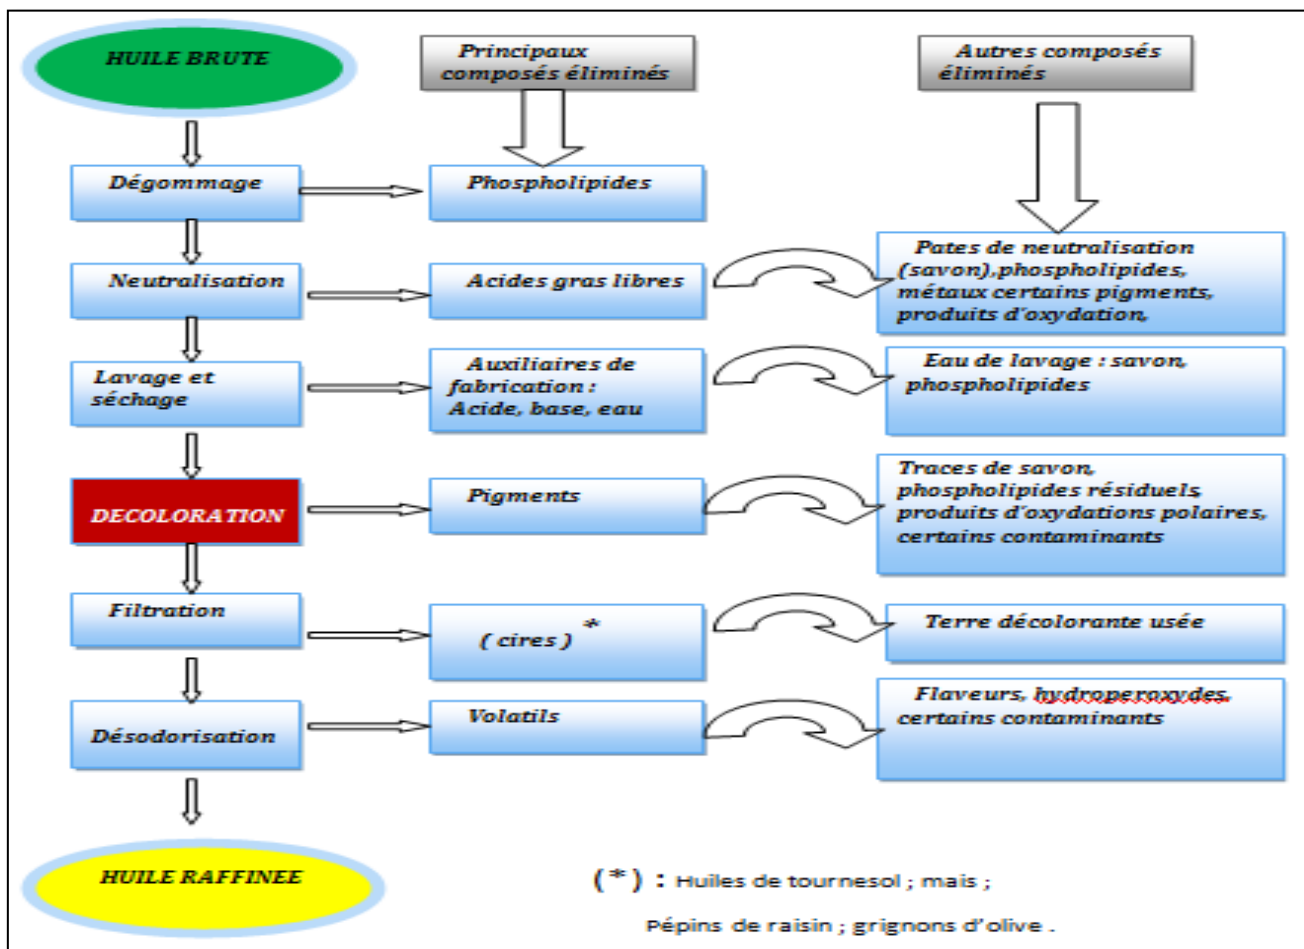 HUILE BRUTE
Principaux
composés éliminés
Autres composés
éliminés
Dégommage
Phospholipides
Neutralisation
Acides gras libres
Pates de neutralisation
(savon),phospholipides,
métaux certains pigments,
produits d'oxydation,
Lavage et
séchage
Auxiliaires de
fabrication :
Acide, base, eau
Eau de lavage : savon,
phospholipides
DECOLORATION
Pigments
Traces de savon,
phospholipides résiduels,
produits d'oxydations polaires,
certains contaminants
Filtration
( cires ) *
Terre décolorante usée
Désodorisation
Volatils
Flaveurs, hydroperoxydes,
certains contaminants
HUILE RAFFINEE
(*) : Huiles de tournesol ; mais ;
Pépins de raisin ; grignons d'olive .